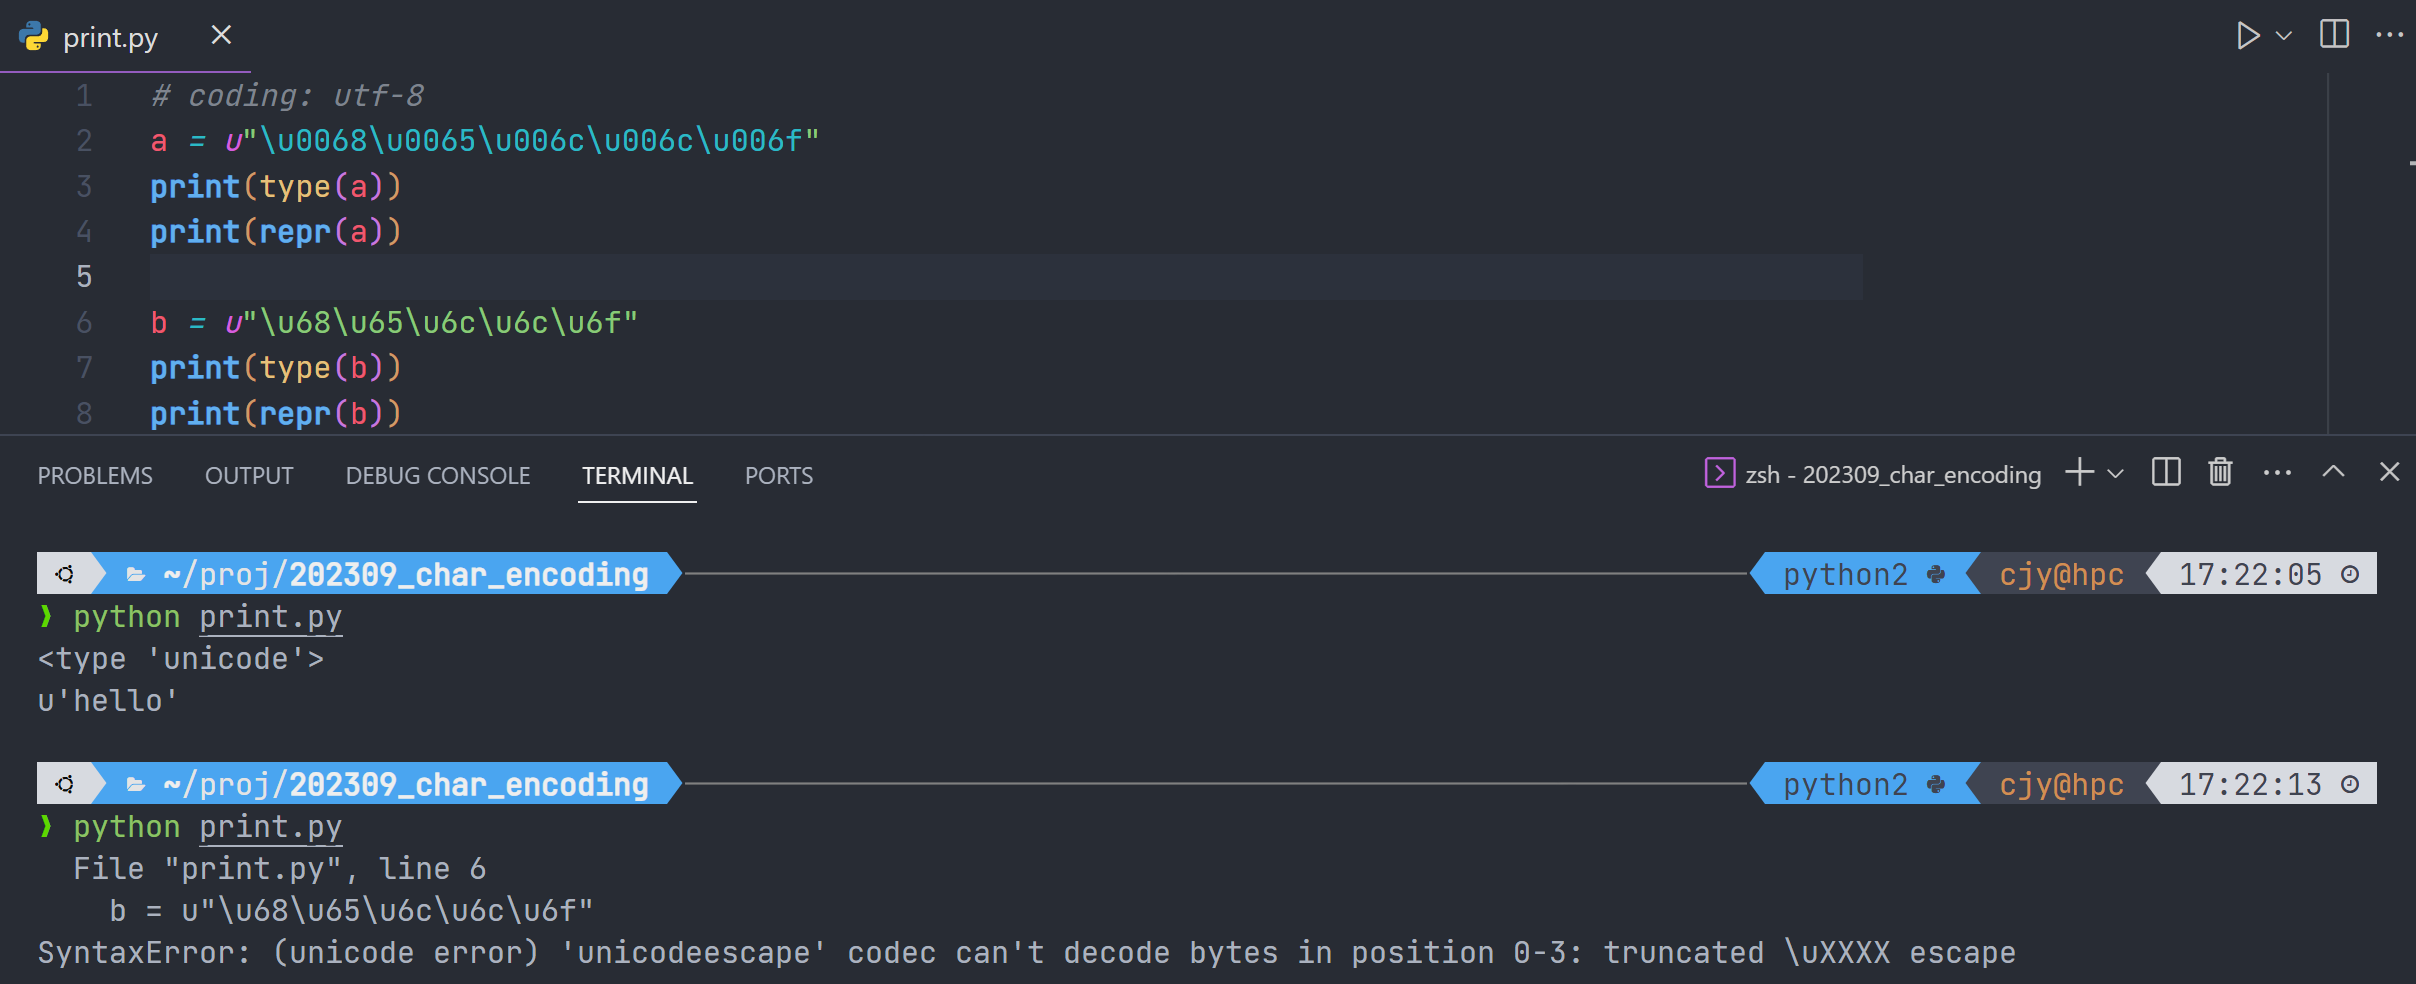 print.py
1 # coding: utf-8
2 a = u"\u0068\u0065\u006c\u006c\u006f"
3 print(type(a))
4 print(repr(a))
5
6 b = u"\u68\u65\u6c\u6c\u6f"
7 print(type(b))
8 print(repr(b))
PROBLEMS OUTPUT DEBUG CONSOLE TERMINAL PORTS zsh - 202309_char_encoding
~/proj/202309_char_encoding python2 cjy@hpc 17:22:05
❯ python print.py
<type 'unicode'>
u'hello'
~/proj/202309_char_encoding python2 cjy@hpc 17:22:13
❯ python print.py
File "print.py", line 6
b = u"\u68\u65\u6c\u6c\u6f"
SyntaxError: (unicode error) 'unicodeescape' codec can't decode bytes in position 0-3: truncated \uXXXX escape